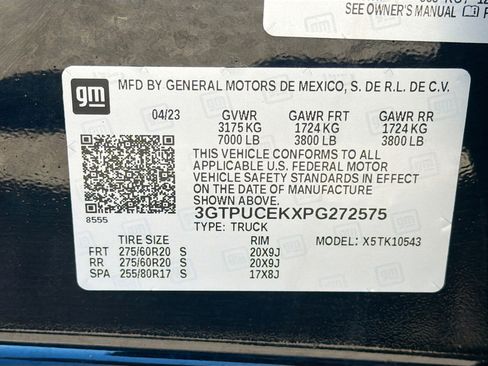 SEE OWNER'S MANUAL
gm
MFD BY GENERAL MOTORS DE MEXICO, S. DE R.L. DE C.V.
04/23 GVWR GAWR FRT GAWR RR
3175 KG 1724 KG 1724 KG
7000 LB 3800 LB 3800 LB
THIS VEHICLE CONFORMS TO ALL
APPLICABLE U.S. FEDERAL MOTOR
VEHICLE SAFETY STANDARDS IN EFFECT
ON THE DATE OF MANUFACTURE
SHOWN ABOVE.
8555 3GTPUCEKXPG272575
TYPE: TRUCK MODEL: X5TK10543
TIRE SIZE RIM
FRT 275/60R20 S 20X9J
RR 275/60R20 S 20X9J
SPA 255/80R17 S 17X8J